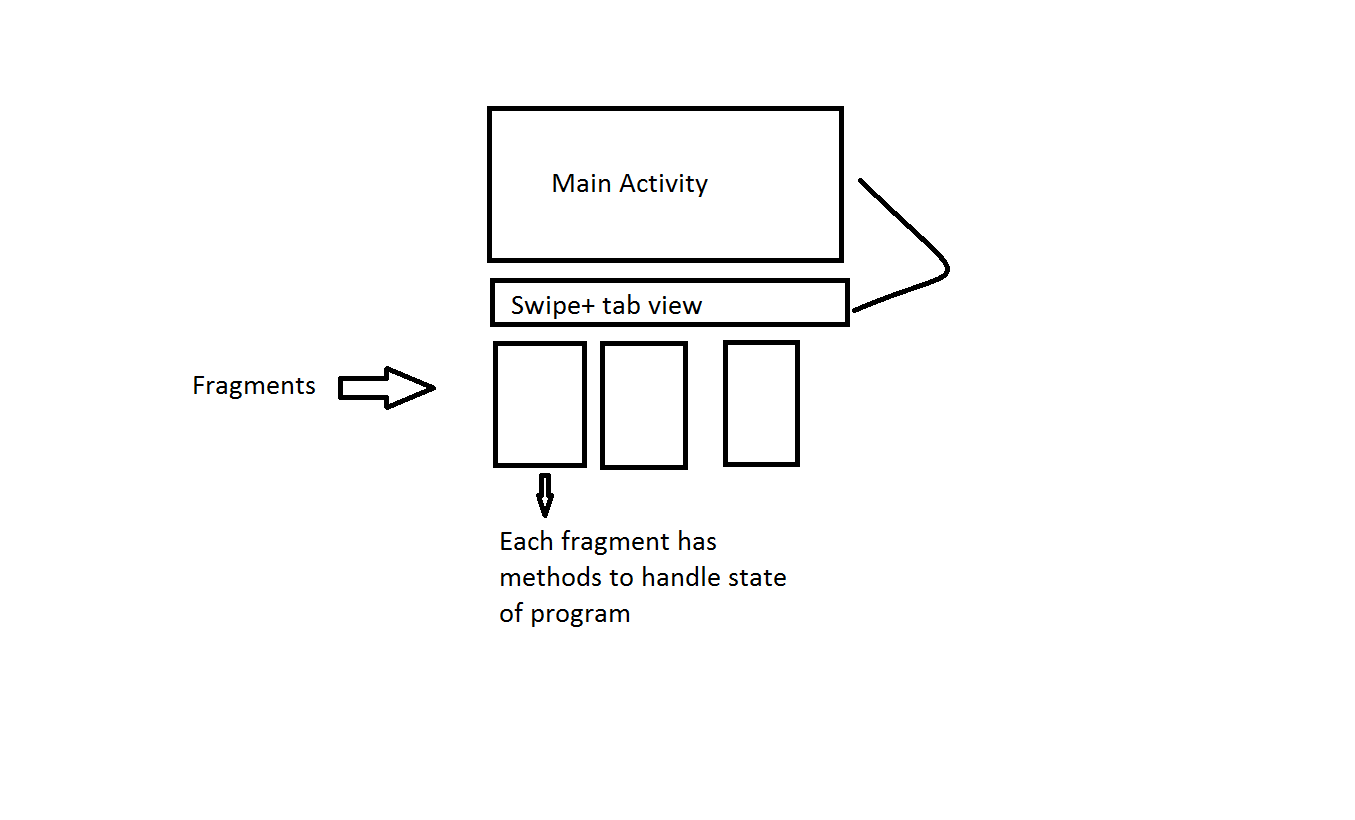 Main Activity
Swipe+ tab view
Fragments
Each fragment has
methods to handle state
of program